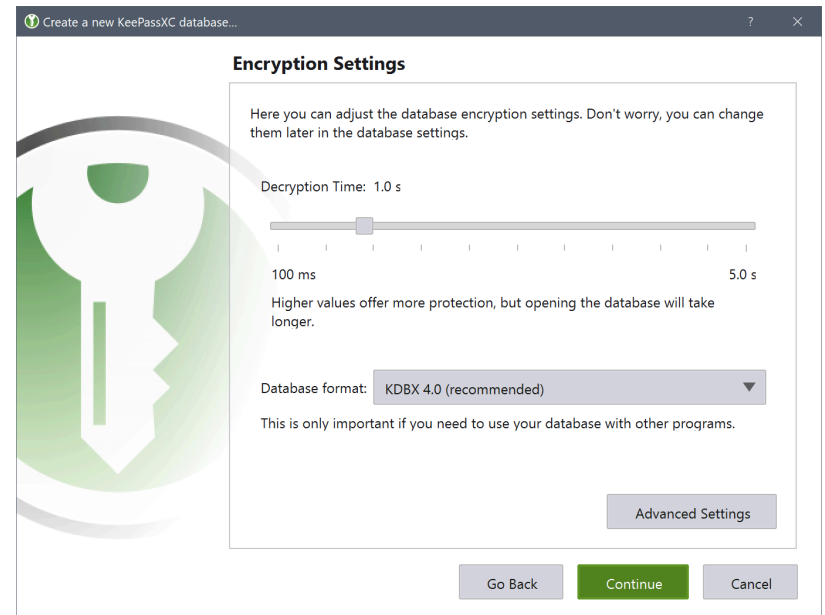 Create a new KeePassXC database...
?
Encryption Settings
Here you can adjust the database encryption settings. Don't worry, you can change
them later in the database settings.
Decryption Time: 1.0 s
100 ms 5.0 s
Higher values offer more protection, but opening the database will take
longer.
Database format: KDBX 4.0 (recommended)
This is only important if you need to use your database with other programs.
Advanced Settings
Go Back Continue Cancel